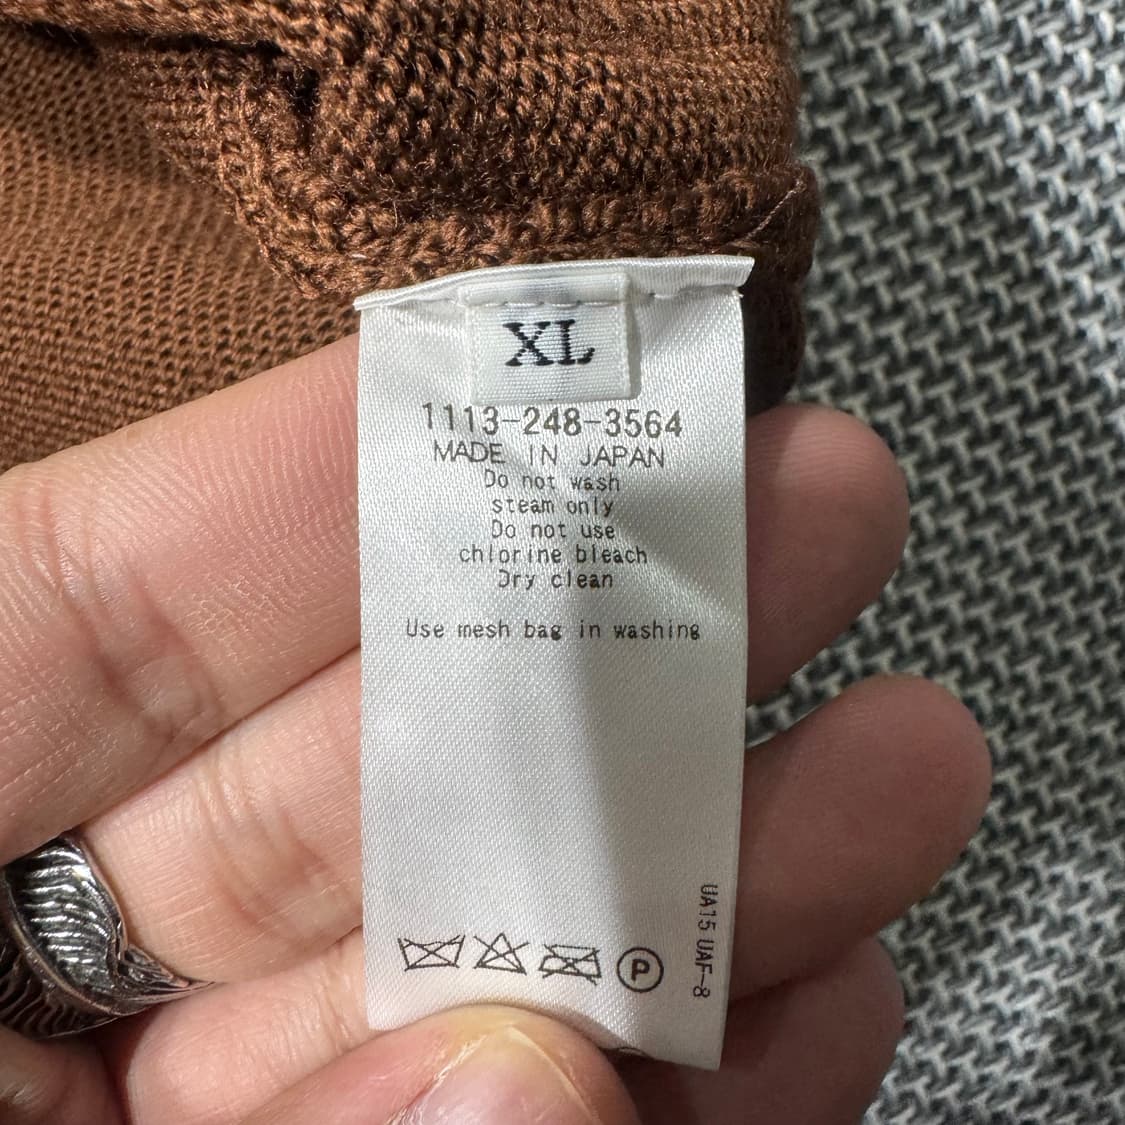 XL
1113-248-3564
MADE IN JAPAN
Do not wash
steam only
Do not use
chlorine bleach
Dry clean
Use mesh bag in washing
UA15 UAF-8
P